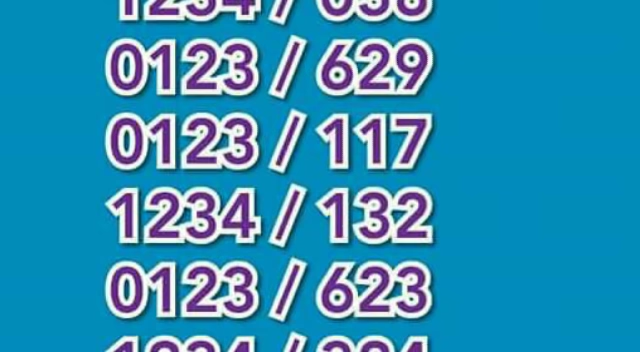 0123 / 629
0123 / 117
1234 / 132
0123 / 623